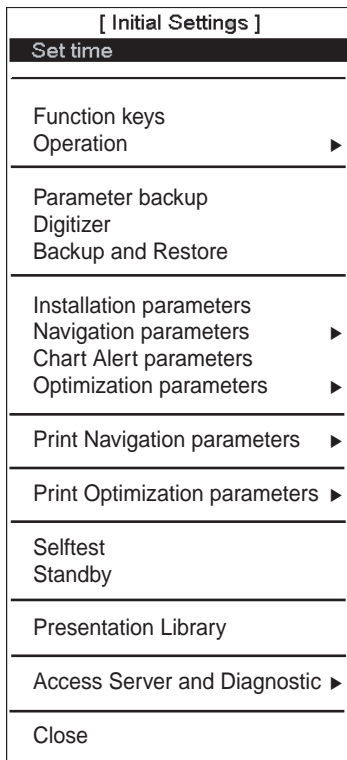 [ Initial Settings ]
Set time
Function keys
Operation ▶
Parameter backup
Digitizer
Backup and Restore
Installation parameters
Navigation parameters ▶
Chart Alert parameters
Optimization parameters ▶
Print Navigation parameters ▶
Print Optimization parameters ▶
Selftest
Standby
Presentation Library
Access Server and Diagnostic ▶
Close